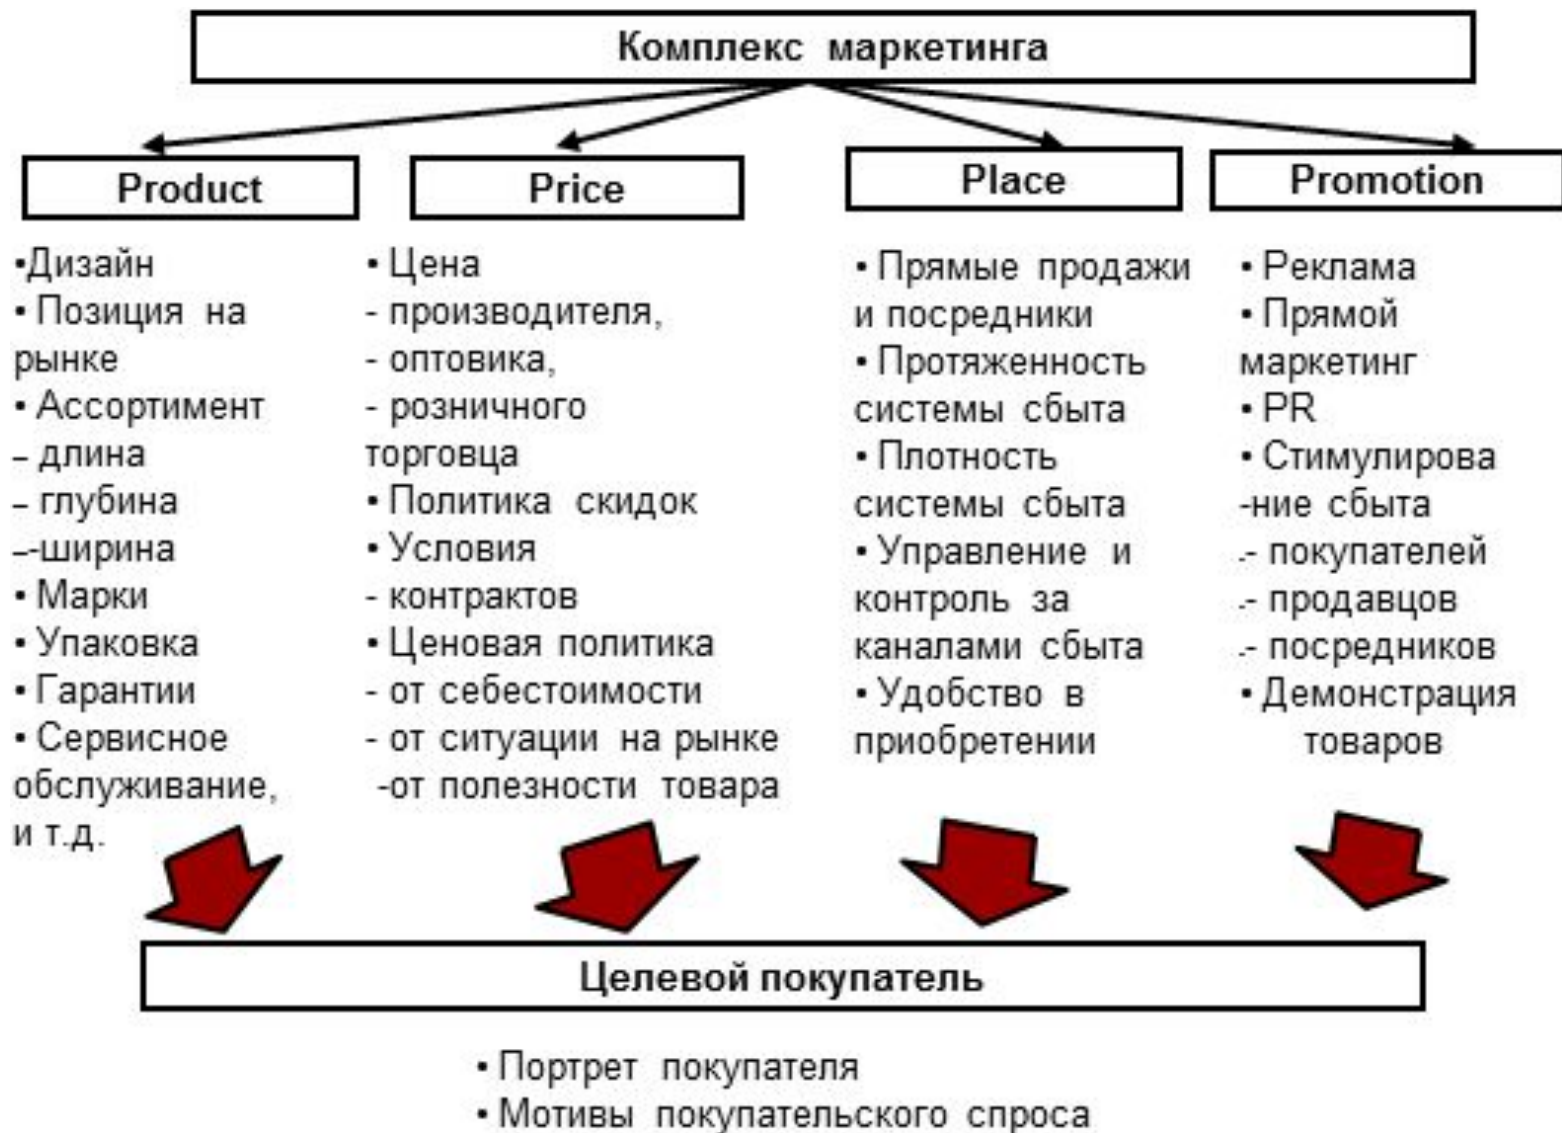 Комплекс маркетинга
Product
Price
Place
Promotion
•Дизайн
• Позиция на
рынке
• Ассортимент
– длина
– глубина
–-ширина
• Марки
• Упаковка
• Гарантии
• Сервисное
обслуживание,
и т.д.
• Цена
- производителя,
- оптовика,
- розничного
торговца
• Политика скидок
• Условия
- контрактов
• Ценовая политика
- от себестоимости
- от ситуации на рынке
-от полезности товара
• Прямые продажи
и посредники
• Протяженность
системы сбыта
• Плотность
системы сбыта
• Управление и
контроль за
каналами сбыта
• Удобство в
приобретении
• Реклама
• Прямой
маркетинг
• PR
• Стимулирова
-ние сбыта
.- покупателей
.- продавцов
.- посредников
• Демонстрация
товаров
Целевой покупатель
• Портрет покупателя
• Мотивы покупательского спроса